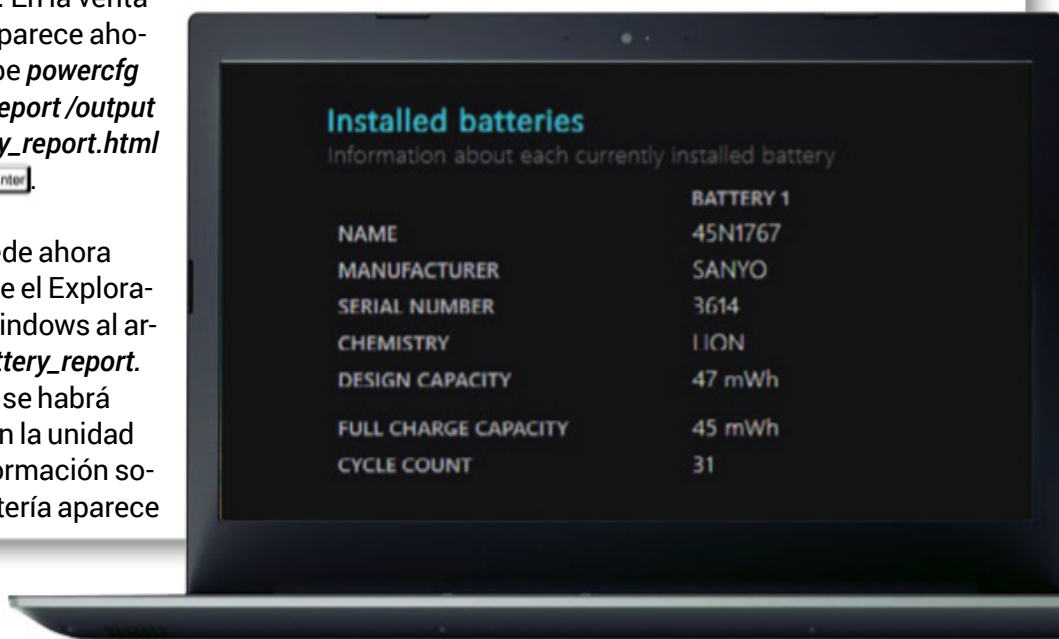 . En la venta
parece aho-
be powercfg
eport /output
y_report.html
.
ede ahora
e el Explora-
indows al ar-
ttery_report.
se habrá
n la unidad
ormación so-
tería aparece
Installed batteries
Information about each currently installed battery
BATTERY 1
NAME 45N1767
MANUFACTURER SANYO
SERIAL NUMBER 3614
CHEMISTRY LION
DESIGN CAPACITY 47 mWh
FULL CHARGE CAPACITY 45 mWh
CYCLE COUNT 31